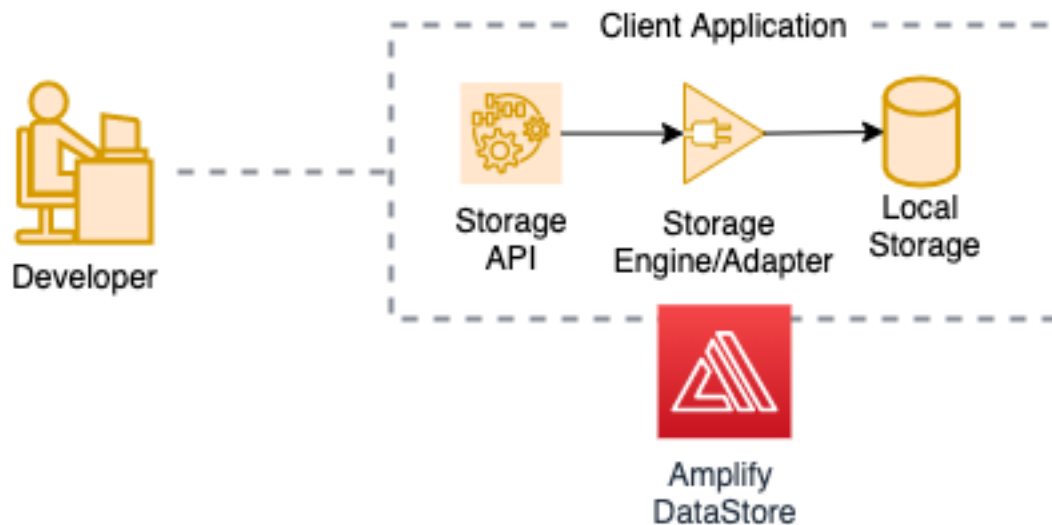 Client Application
Storage
API
Storage
Engine/Adapter
Local
Storage
Developer
Amplify
DataStore